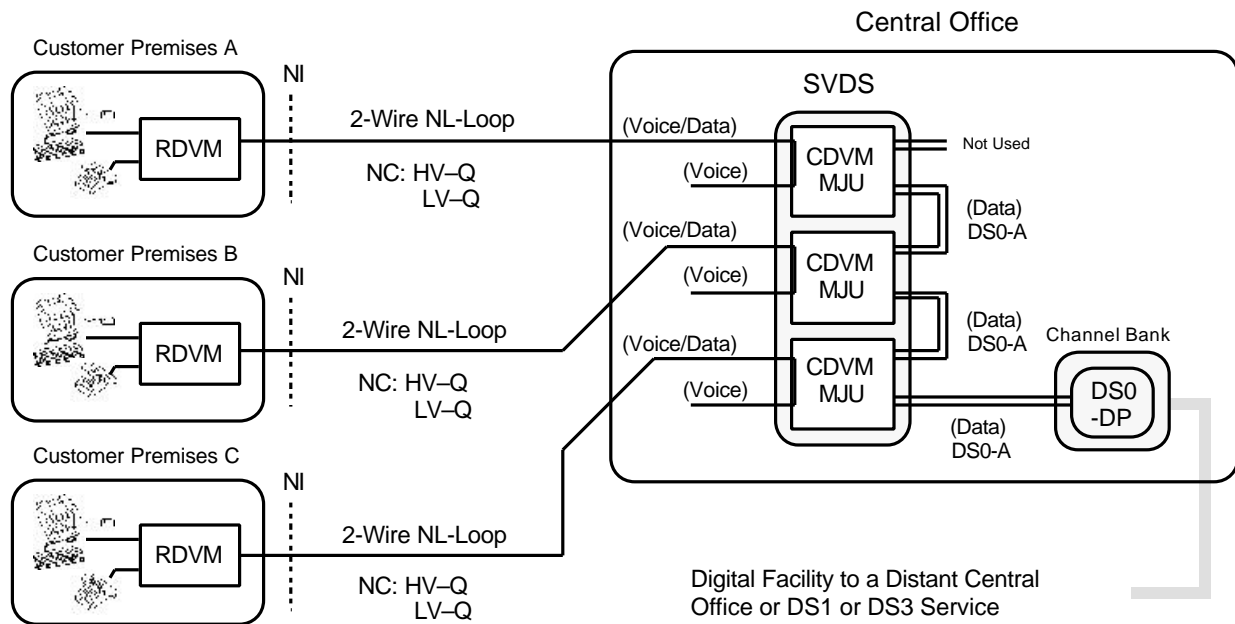 Central Office
Customer Premises A
NI
SVDS
2-Wire NL-Loop
(Voice/Data)
RDVM
CDVM
MJU
Not Used
NC: HV–Q
LV–Q
(Voice)
(Data)
DS0-A
Customer Premises B
NI
(Voice/Data)
CDVM
MJU
(Voice)
2-Wire NL-Loop
RDVM
(Data)
DS0-A
NC: HV–Q
LV–Q
(Voice/Data)
CDVM
MJU
(Voice)
Channel Bank
DS0
-DP
(Data)
DS0-A
Customer Premises C
NI
2-Wire NL-Loop
RDVM
NC: HV–Q
LV–Q
Digital Facility to a Distant Central
Office or DS1 or DS3 Service